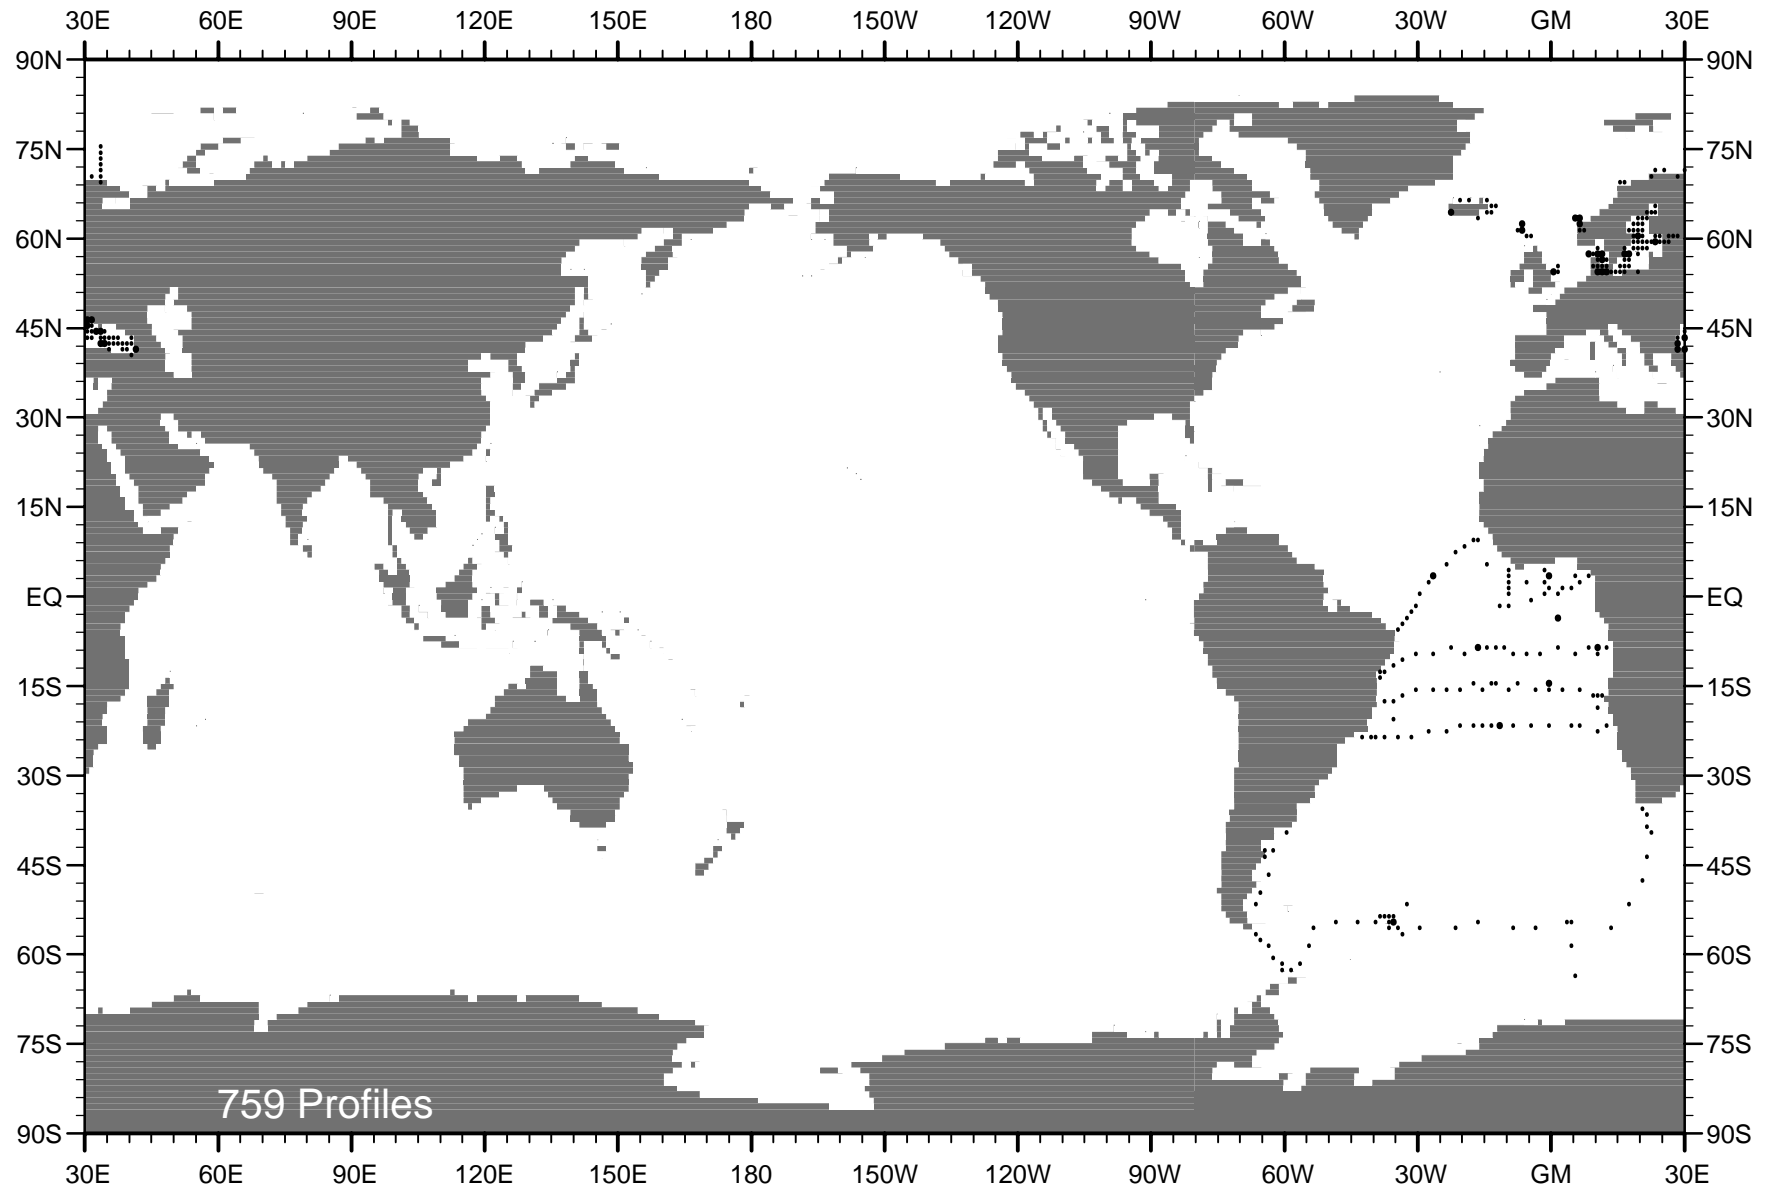 30E 60E 90E 120E 150E 180 150W 120W 90W 60W 30W GM 30E
90N 90N
75N 75N
60N 60N
45N 45N
30N 30N
15N 15N
EQ EQ
15S 15S
30S 30S
45S 45S
60S 60S
75S 75S
759 Profiles
90S 90S
30E 60E 90E 120E 150E 180 150W 120W 90W 60W 30W GM 30E